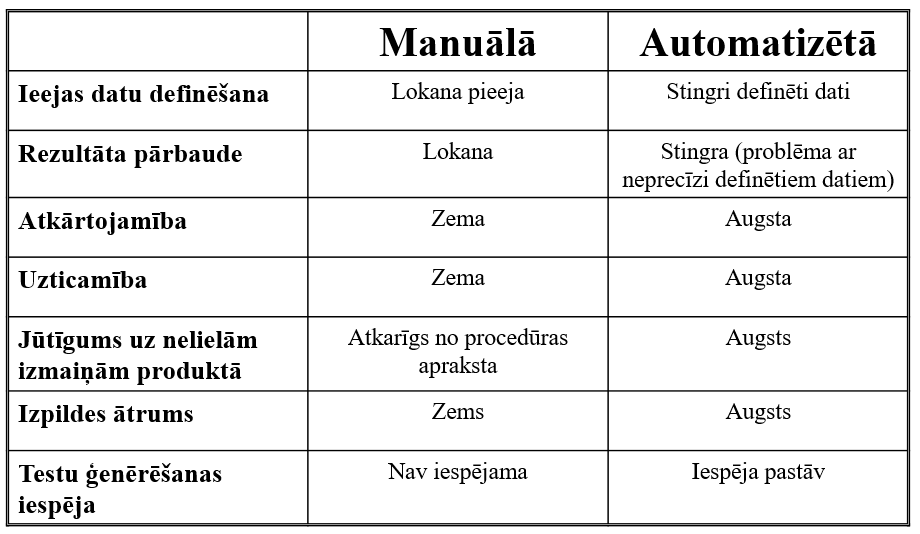 Manuālā Automatizētā
Ieejas datu definēšana Lokana pieeja Stingri definēti dati
Rezultāta pārbaude Lokana Stingra (problēma ar
neprecīzi definētiem datiem)
Atkārtojamība Zema Augsta
Uzticamība Zema Augsta
Jūtīgums uz nelielām Atkarīgs no procedūras Augsts
izmaiņām produktā apraksta
Izpildes ātrums Zems Augsts
Testu ģenērēšanas Nav iespējama Iespēja pastāv
iespēja